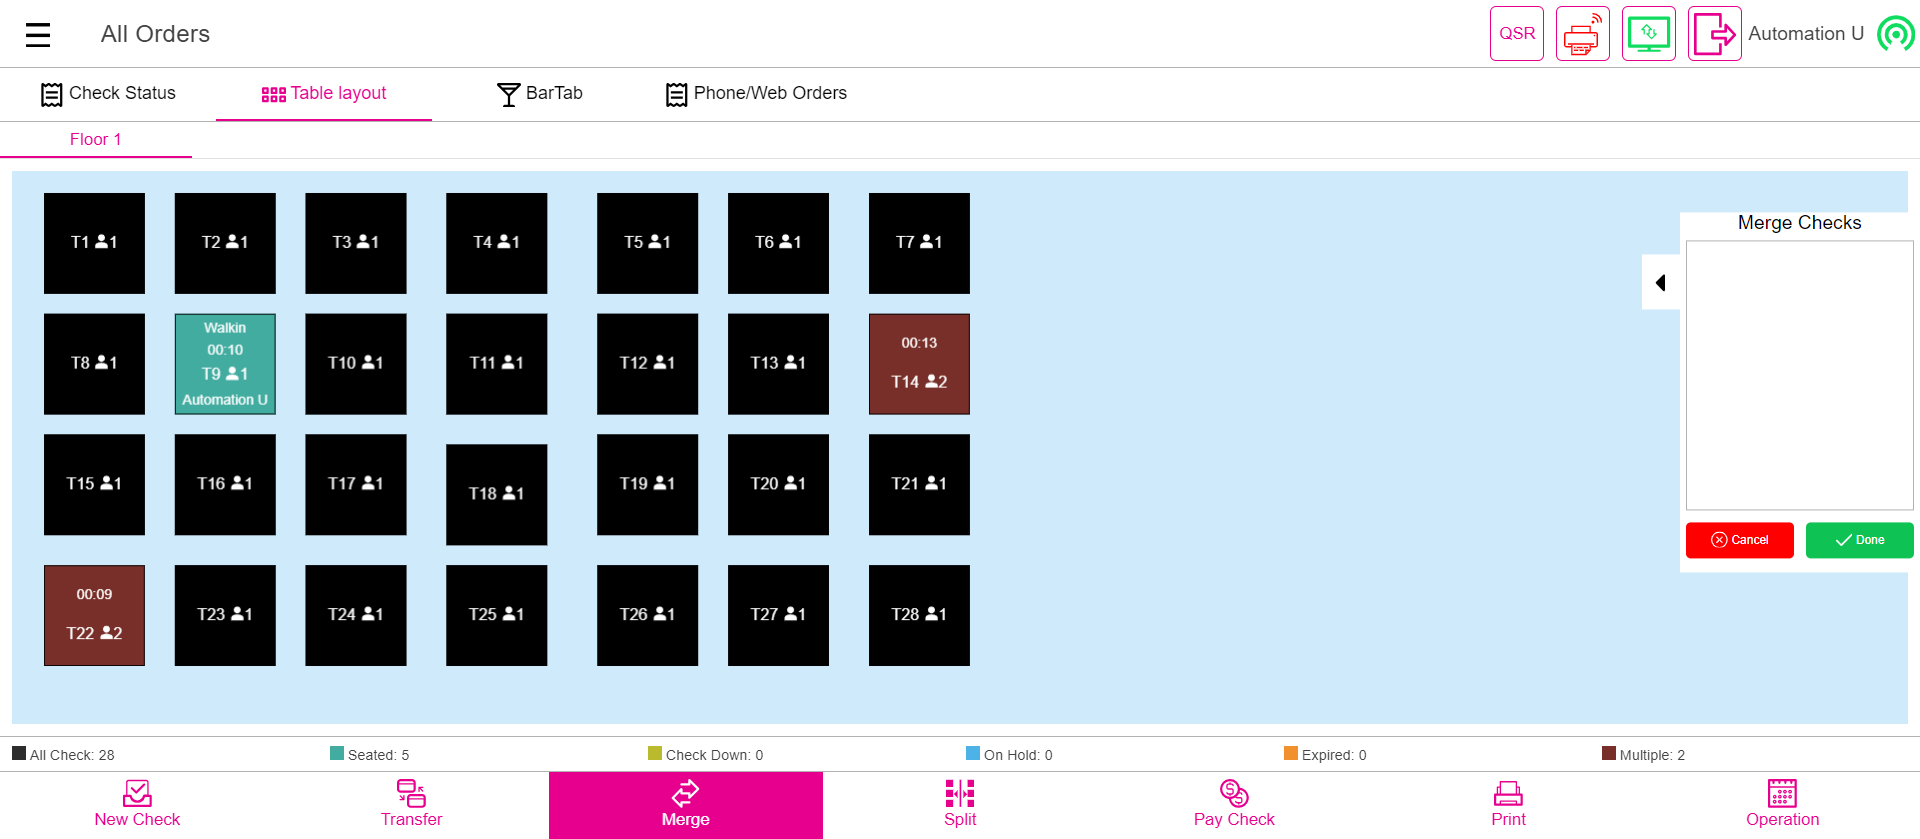 All Orders
QSR
Automation U
Check Status
Table layout
BarTab
Phone/Web Orders
Floor 1
T1 1
T2 1
T3 1
T4 1
T5 1
T6 1
T7 1
T8 1
Walkin
00:10
T9 1
Automation U
T10 1
T11 1
T12 1
T13 1
00:13
T14 2
T15 1
T16 1
T17 1
T18 1
T19 1
T20 1
T21 1
00:09
T22 2
T23 1
T24 1
T25 1
T26 1
T27 1
T28 1
Merge Checks
Cancel
Done
All Check: 28
Seated: 5
Check Down: 0
On Hold: 0
Expired: 0
Multiple: 2
New Check
Transfer
Merge
Split
Pay Check
Print
Operation